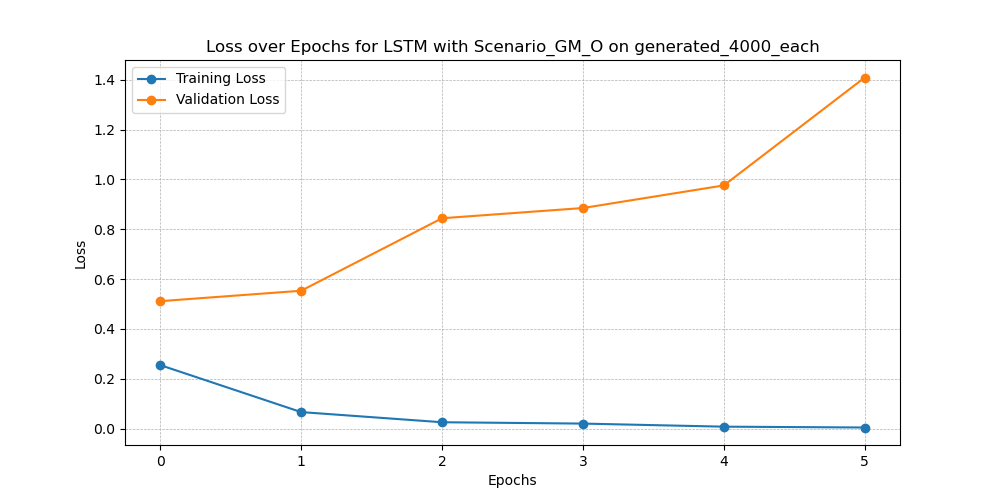 Loss over Epochs for LSTM with Scenario_GM_O on generated_4000_each
Training Loss
Validation Loss
1.4
1.2
1.0
0.8
0.6
0.4
0.2
0.0
Loss
0 1 2 3 4 5
Epochs